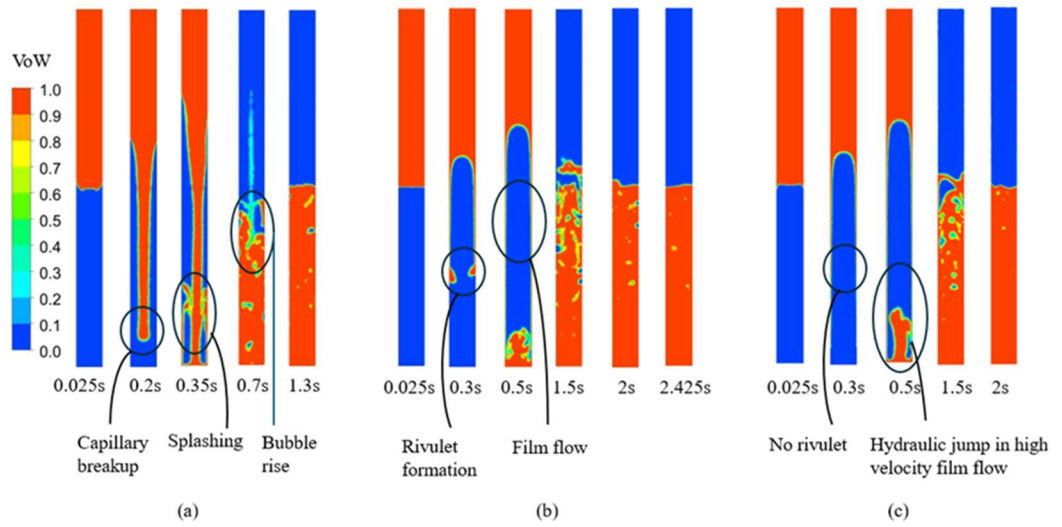 VoW
1.0
0.9
0.8
0.7
0.6
0.5
0.4
0.3
0.2
0.1
0.0
0.025s 0.2s 0.35s 0.7s 1.3s
Capillary breakup
Splashing
Bubble rise
(a)
0.025s 0.3s 0.5s 1.5s 2s 2.425s
Rivulet formation
Film flow
(b)
0.025s 0.3s 0.5s 1.5s 2s
No rivulet
Hydraulic jump in high velocity film flow
(c)